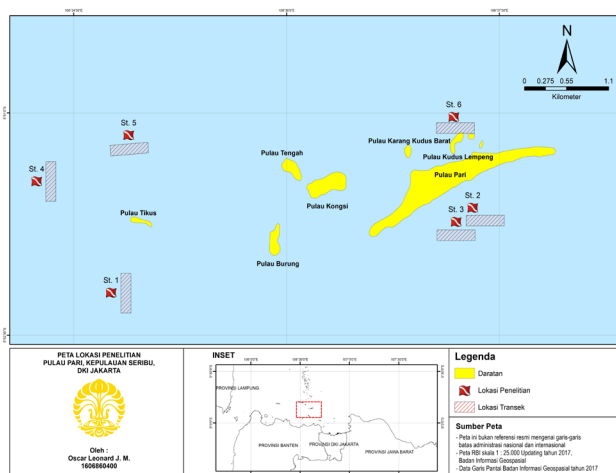 N
0 0.275 0.55 1.1
Kilometer
St. 6
St. 5
Pulau Karang Kudus Barat
Pulau Tengah
Pulau Kudus Lempeng
St. 4
Pulau Pari
Pulau Kongsi
St. 2
Pulau Tikus
St. 3
Pulau Burung
St. 1
PETA LOKASI PENELITIAN
PULAU PARI, KEPULAUAN SERIBU,
DKI JAKARTA
Oleh :
Oscar Leonard J. M.
1606860400
INSET
PROVINSI LAMPUNG
PROVINSI BANTEN
PROVINSI DKI JAKARTA
PROVINSI JAWA BARAT
Legenda
Daratan
Lokasi Penelitian
Lokasi Transek
Sumber Peta
- Peta ini bukan referensi resmi mengenai garis-garis
batas administrasi nasional dan internasional
- Peta RBI skala 1 : 25.000 Updating tahun 2017,
Badan Informasi Geospasial
- Data Garis Pantai Badan Informasi Geospasial tahun 2017